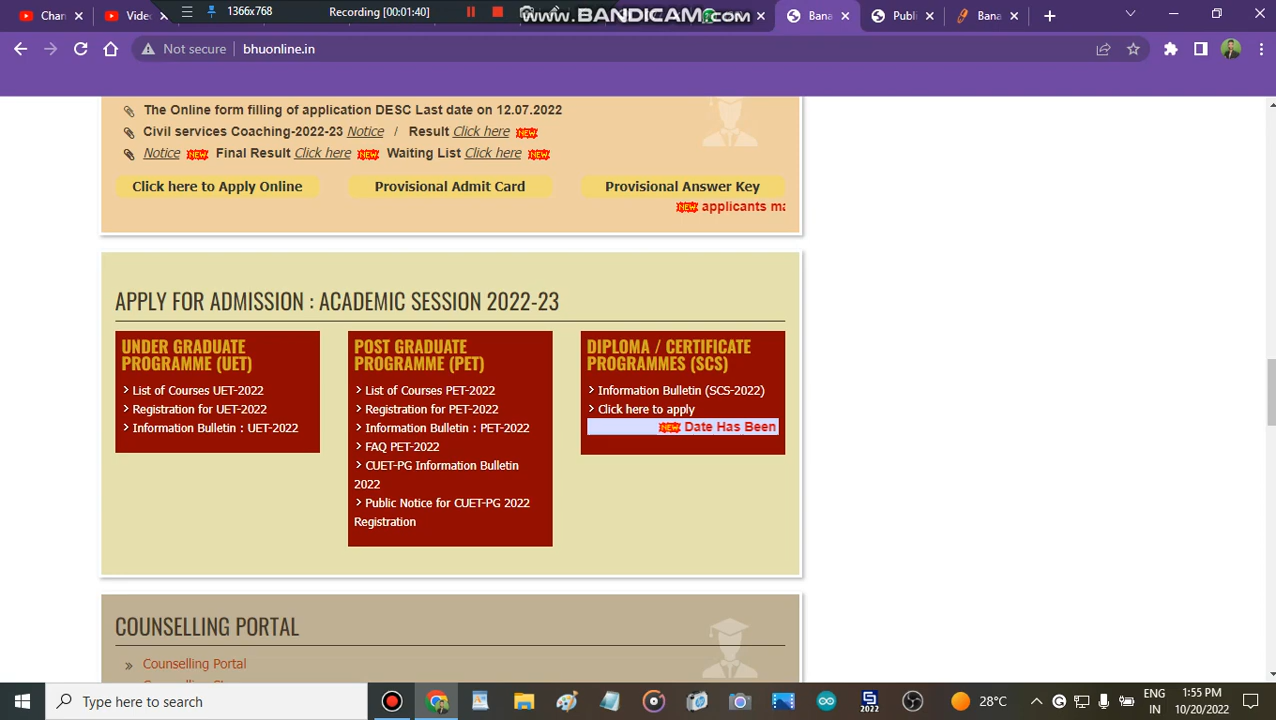 1366x768
Recording [00:01:40]
www.BANDICAM.com
Chan
Video
Bana
Publi
Bana
Not secure
bhuonline.in
The Online form filling of application DESC Last date on 12.07.2022
Civil services Coaching-2022-23 Notice / Result Click here NEW
Notice NEW Final Result Click here NEW Waiting List Click here NEW
Click here to Apply Online
Provisional Admit Card
Provisional Answer Key
NEW applicants ma
APPLY FOR ADMISSION : ACADEMIC SESSION 2022-23
UNDER GRADUATE
PROGRAMME (UET)
List of Courses UET-2022
Registration for UET-2022
Information Bulletin : UET-2022
POST GRADUATE
PROGRAMME (PET)
List of Courses PET-2022
Registration for PET-2022
Information Bulletin : PET-2022
FAQ PET-2022
CUET-PG Information Bulletin
2022
Public Notice for CUET-PG 2022
Registration
DIPLOMA / CERTIFICATE
PROGRAMMES (SCS)
Information Bulletin (SCS-2022)
Click here to apply
NEW Date Has Been
COUNSELLING PORTAL
Counselling Portal
Type here to search
2022
28°C
ENG
IN
1:55 PM
10/20/2022